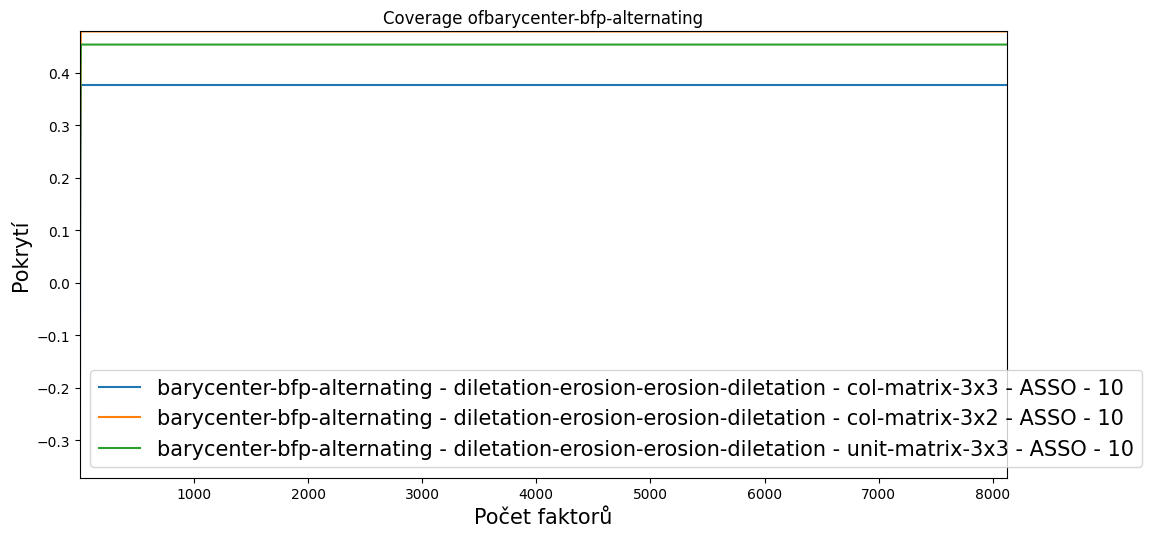 Coverage ofbarycenter-bfp-alternating
Pokrytí
0.4
0.3
0.2
0.1
0.0
−0.1
−0.2
−0.3
barycenter-bfp-alternating - diletation-erosion-erosion-diletation - col-matrix-3x3 - ASSO - 10
barycenter-bfp-alternating - diletation-erosion-erosion-diletation - col-matrix-3x2 - ASSO - 10
barycenter-bfp-alternating - diletation-erosion-erosion-diletation - unit-matrix-3x3 - ASSO - 10
1000 2000 3000 4000 5000 6000 7000 8000
Počet faktorů